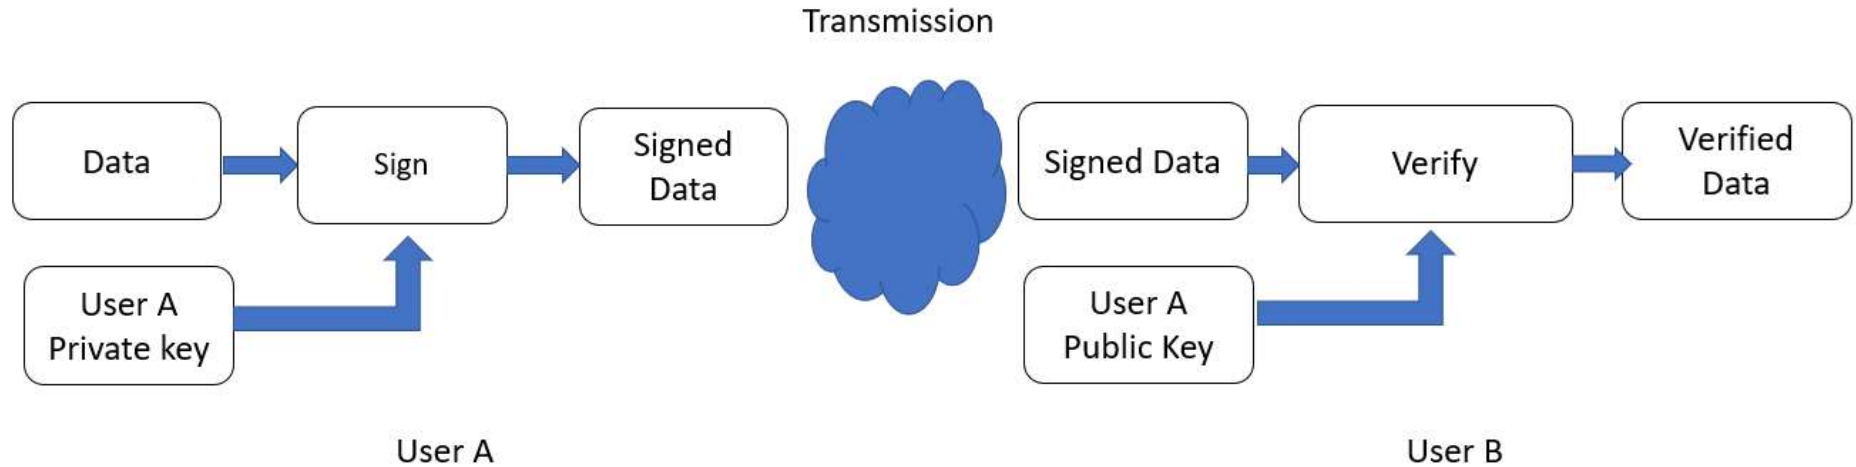 Transmission
Data
Sign
Signed
Data
Signed Data
Verify
Verified
Data
User A
Private key
User A
Public Key
User A
User B